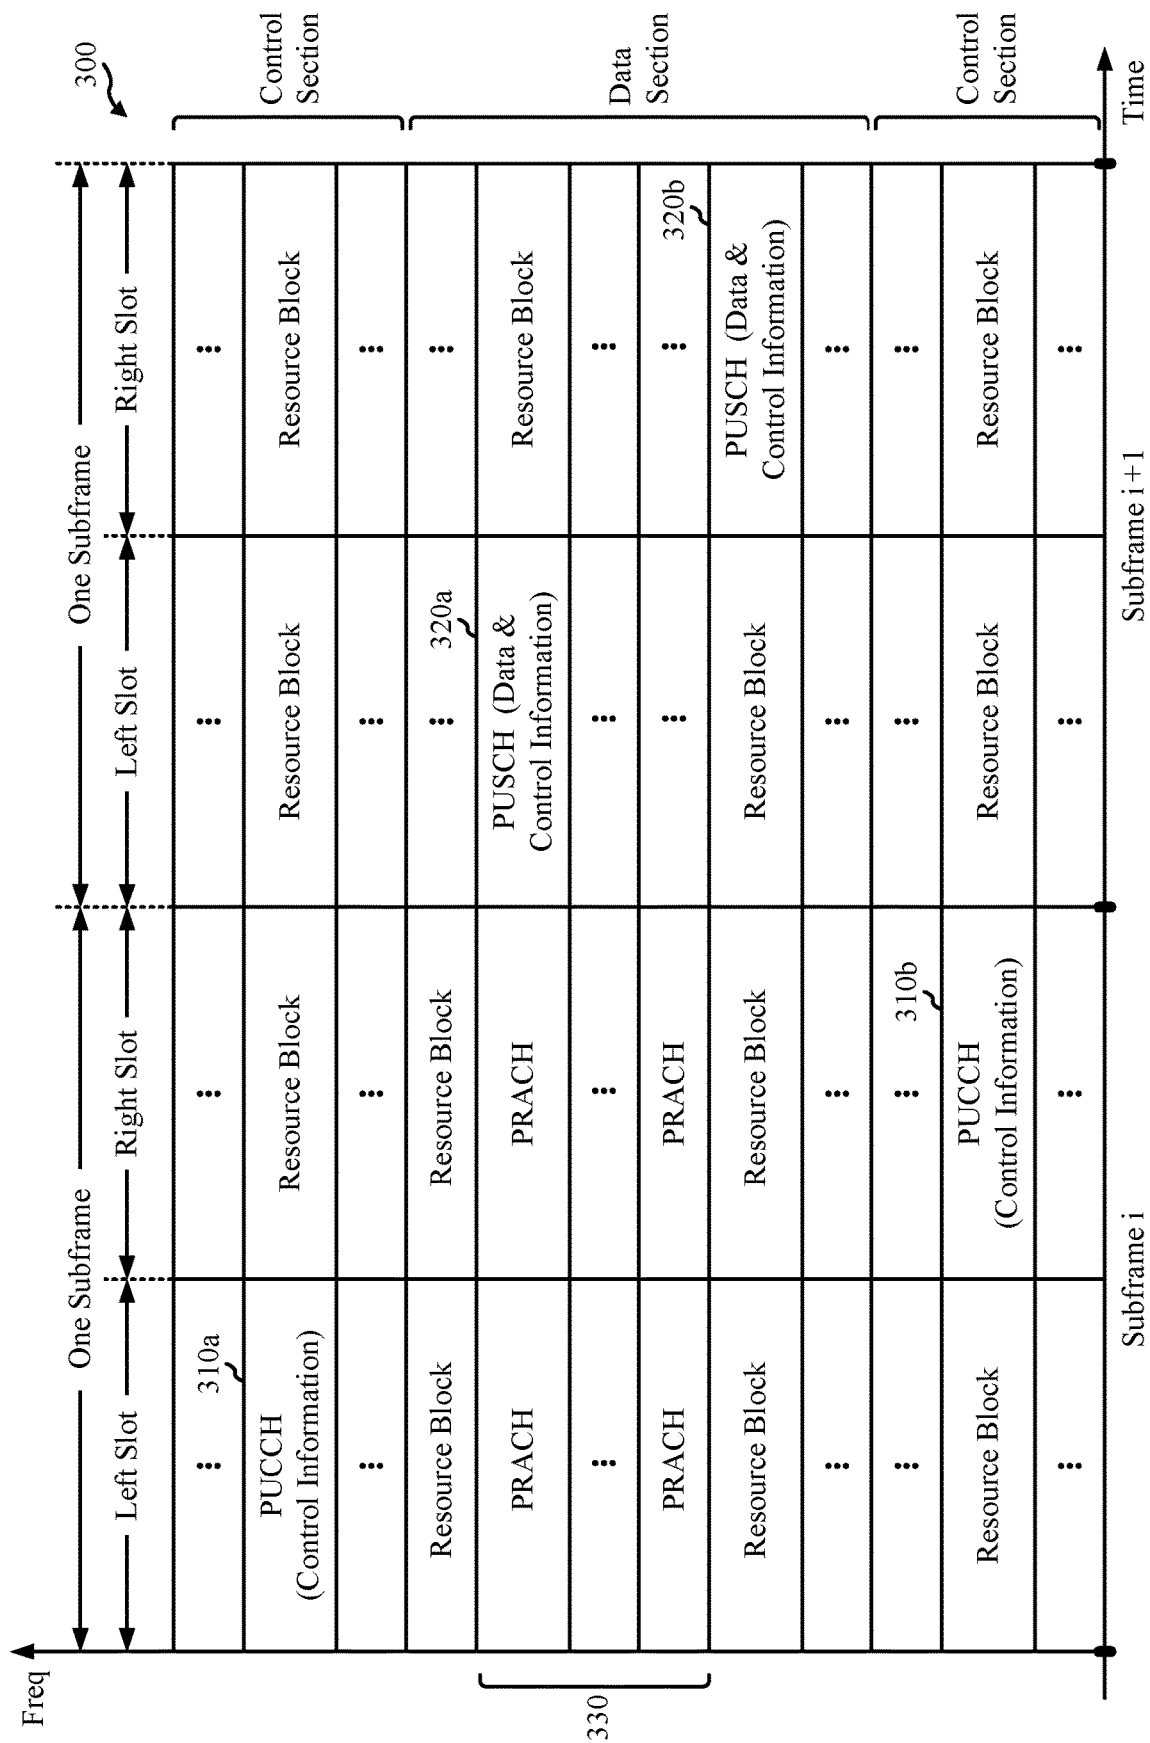 Freq
300
One Subframe
One Subframe
Left Slot
Right Slot
Left Slot
Right Slot
...
310a
...
...
...
PUCCH
(Control Information)
Resource Block
Resource Block
Resource Block
Control
Section
...
...
...
...
Resource Block
Resource Block
...
320a
...
PRACH
PRACH
PUSCH (Data &
Control Information)
Resource Block
330
...
...
...
...
Data
Section
PRACH
PRACH
...
...
320b
Resource Block
Resource Block
Resource Block
PUSCH (Data &
Control Information)
...
...
...
...
...
...
310b
...
...
Resource Block
PUCCH
(Control Information)
Resource Block
Resource Block
Control
Section
...
...
...
...
Subframe i
Subframe i+1
Time